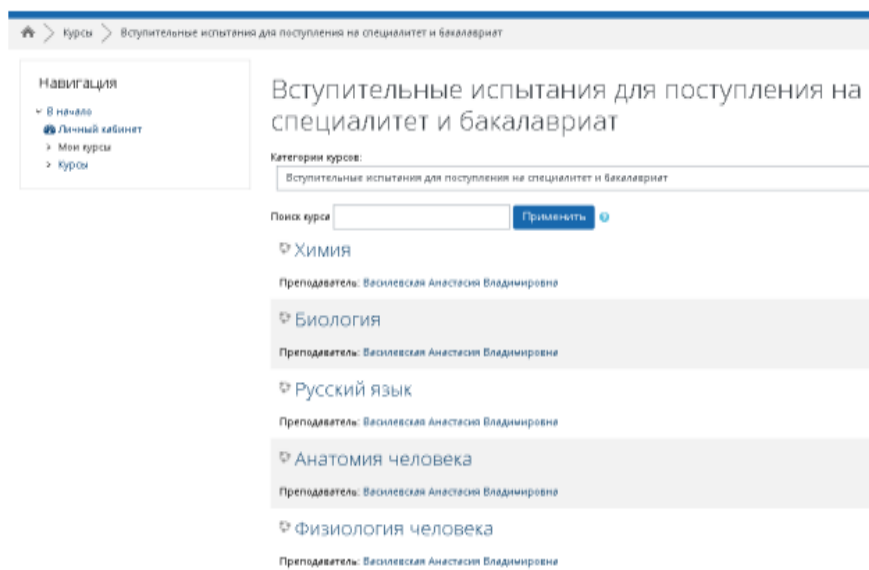 Курсы Вступительные испытания для поступления на специалитет и бакалавриат
Навигация
В начало
Личный кабинет
Мои курсы
Курсы
Вступительные испытания для поступления на
специалитет и бакалавриат
Категории курсов:
Вступительные испытания для поступления на специалитет и бакалавриат
Поиск курса
Применить
Химия
Преподаватель: Василевская Анастасия Владимировна
Биология
Преподаватель: Василевская Анастасия Владимировна
Русский язык
Преподаватель: Василевская Анастасия Владимировна
Анатомия человека
Преподаватель: Василевская Анастасия Владимировна
Физиология человека
Преподаватель: Василевская Анастасия Владимировна